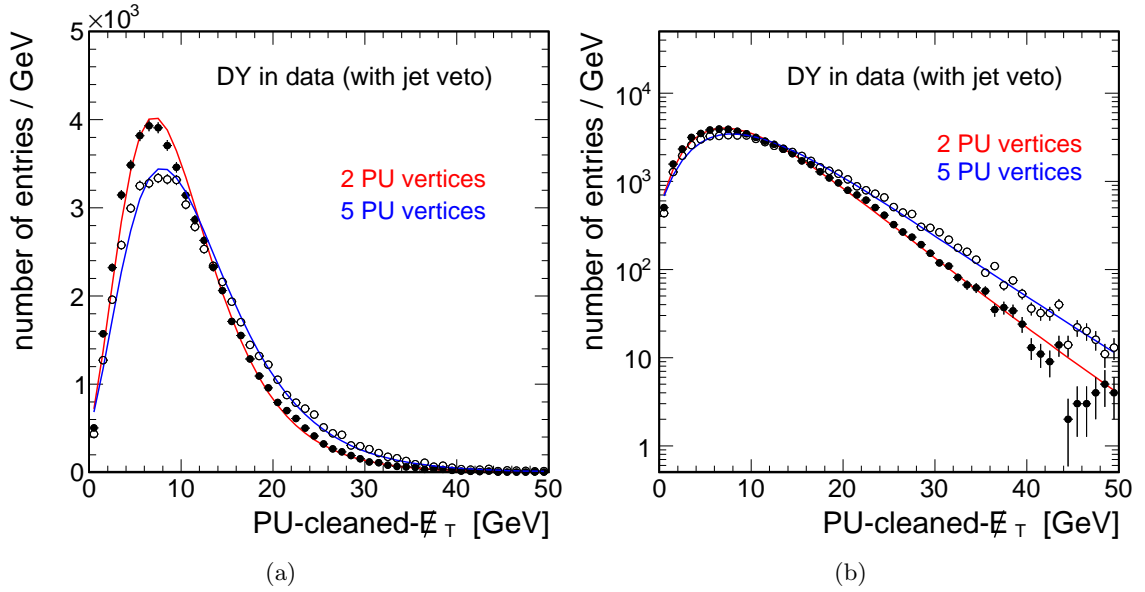 ×10³
5
4
3
2
1
0
0 10 20 30 40 50
number of entries / GeV
DY in data (with jet veto)
2 PU vertices
5 PU vertices
PU-cleaned-E̸ T [GeV]
(a)
10⁴
10³
10²
10
1
0 10 20 30 40 50
number of entries / GeV
DY in data (with jet veto)
2 PU vertices
5 PU vertices
PU-cleaned-E̸ T [GeV]
(b)